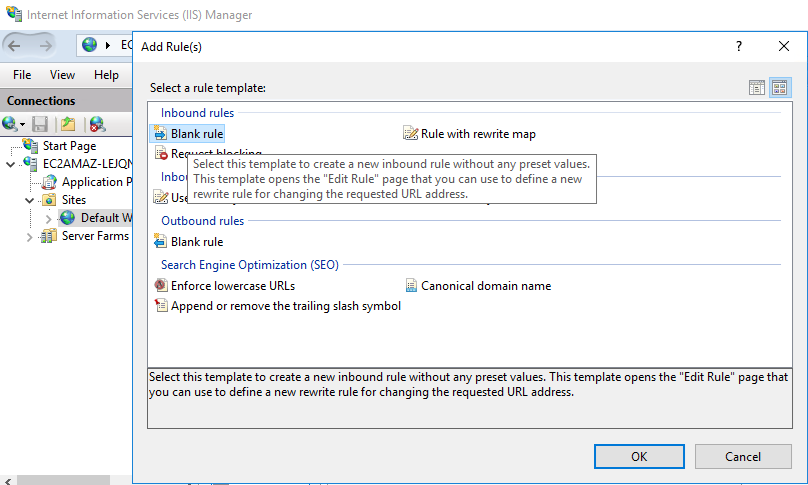 Internet Information Services (IIS) Manager
EC
Add Rule(s)
?
File View Help
Connections
Start Page
EC2AMAZ-LEJQN
Application P
Sites
Default W
Server Farms
Select a rule template:
Inbound rules
Blank rule
Rule with rewrite map
Request blocking
Select this template to create a new inbound rule without any preset values.
This template opens the "Edit Rule" page that you can use to define a new
rewrite rule for changing the requested URL address.
Inbou
Use
Outbound rules
Blank rule
Search Engine Optimization (SEO)
Enforce lowercase URLs
Canonical domain name
Append or remove the trailing slash symbol
Select this template to create a new inbound rule without any preset values. This template opens the "Edit Rule" page that
you can use to define a new rewrite rule for changing the requested URL address.
OK
Cancel